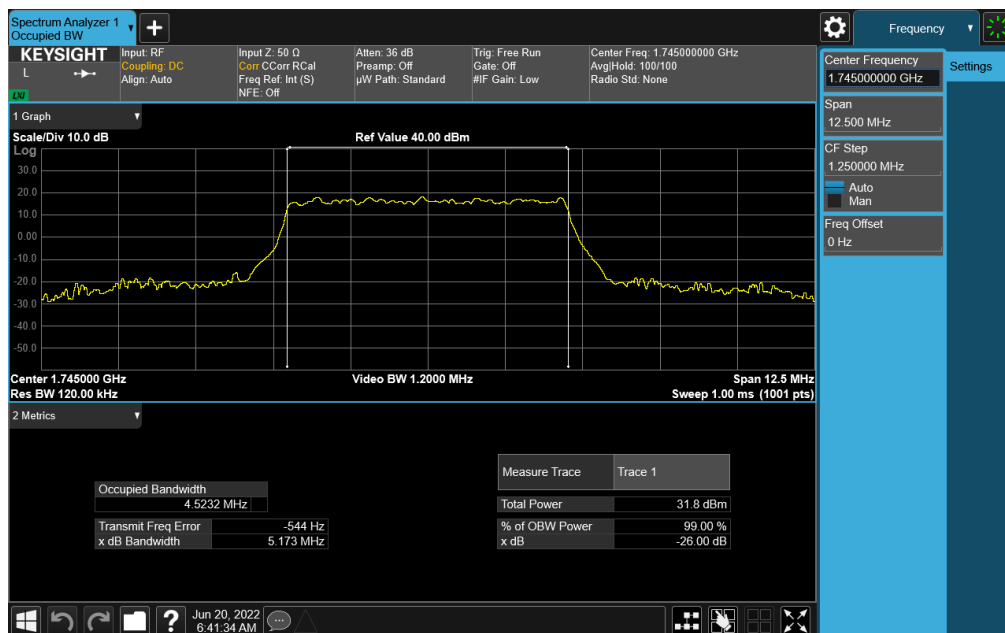 Spectrum Analyzer 1
Occupied BW
Frequency
KEYSIGHT
L
LXI
Input: RF
Coupling: DC
Align: Auto
Input Z: 50 Ω
Corr CCorr RCal
Freq Ref: Int (S)
NFE: Off
Atten: 36 dB
Preamp: Off
µW Path: Standard
Trig: Free Run
Gate: Off
#IF Gain: Low
Center Freq: 1.745000000 GHz
Avg|Hold: 100/100
Radio Std: None
Center Frequency
1.745000000 GHz
Settings
Span
12.500 MHz
CF Step
1.250000 MHz
Auto
Man
Freq Offset
0 Hz
1 Graph
Scale/Div 10.0 dB
Ref Value 40.00 dBm
Log
30.0
20.0
10.0
0.00
-10.0
-20.0
-30.0
-40.0
-50.0
Center 1.745000 GHz
Video BW 1.2000 MHz
Span 12.5 MHz
Res BW 120.00 kHz
Sweep 1.00 ms (1001 pts)
2 Metrics
Measure Trace
Trace 1
Occupied Bandwidth
4.5232 MHz
Total Power
31.8 dBm
Transmit Freq Error
-544 Hz
% of OBW Power
99.00 %
x dB Bandwidth
5.173 MHz
x dB
-26.00 dB
?
Jun 20, 2022
6:41:34 AM